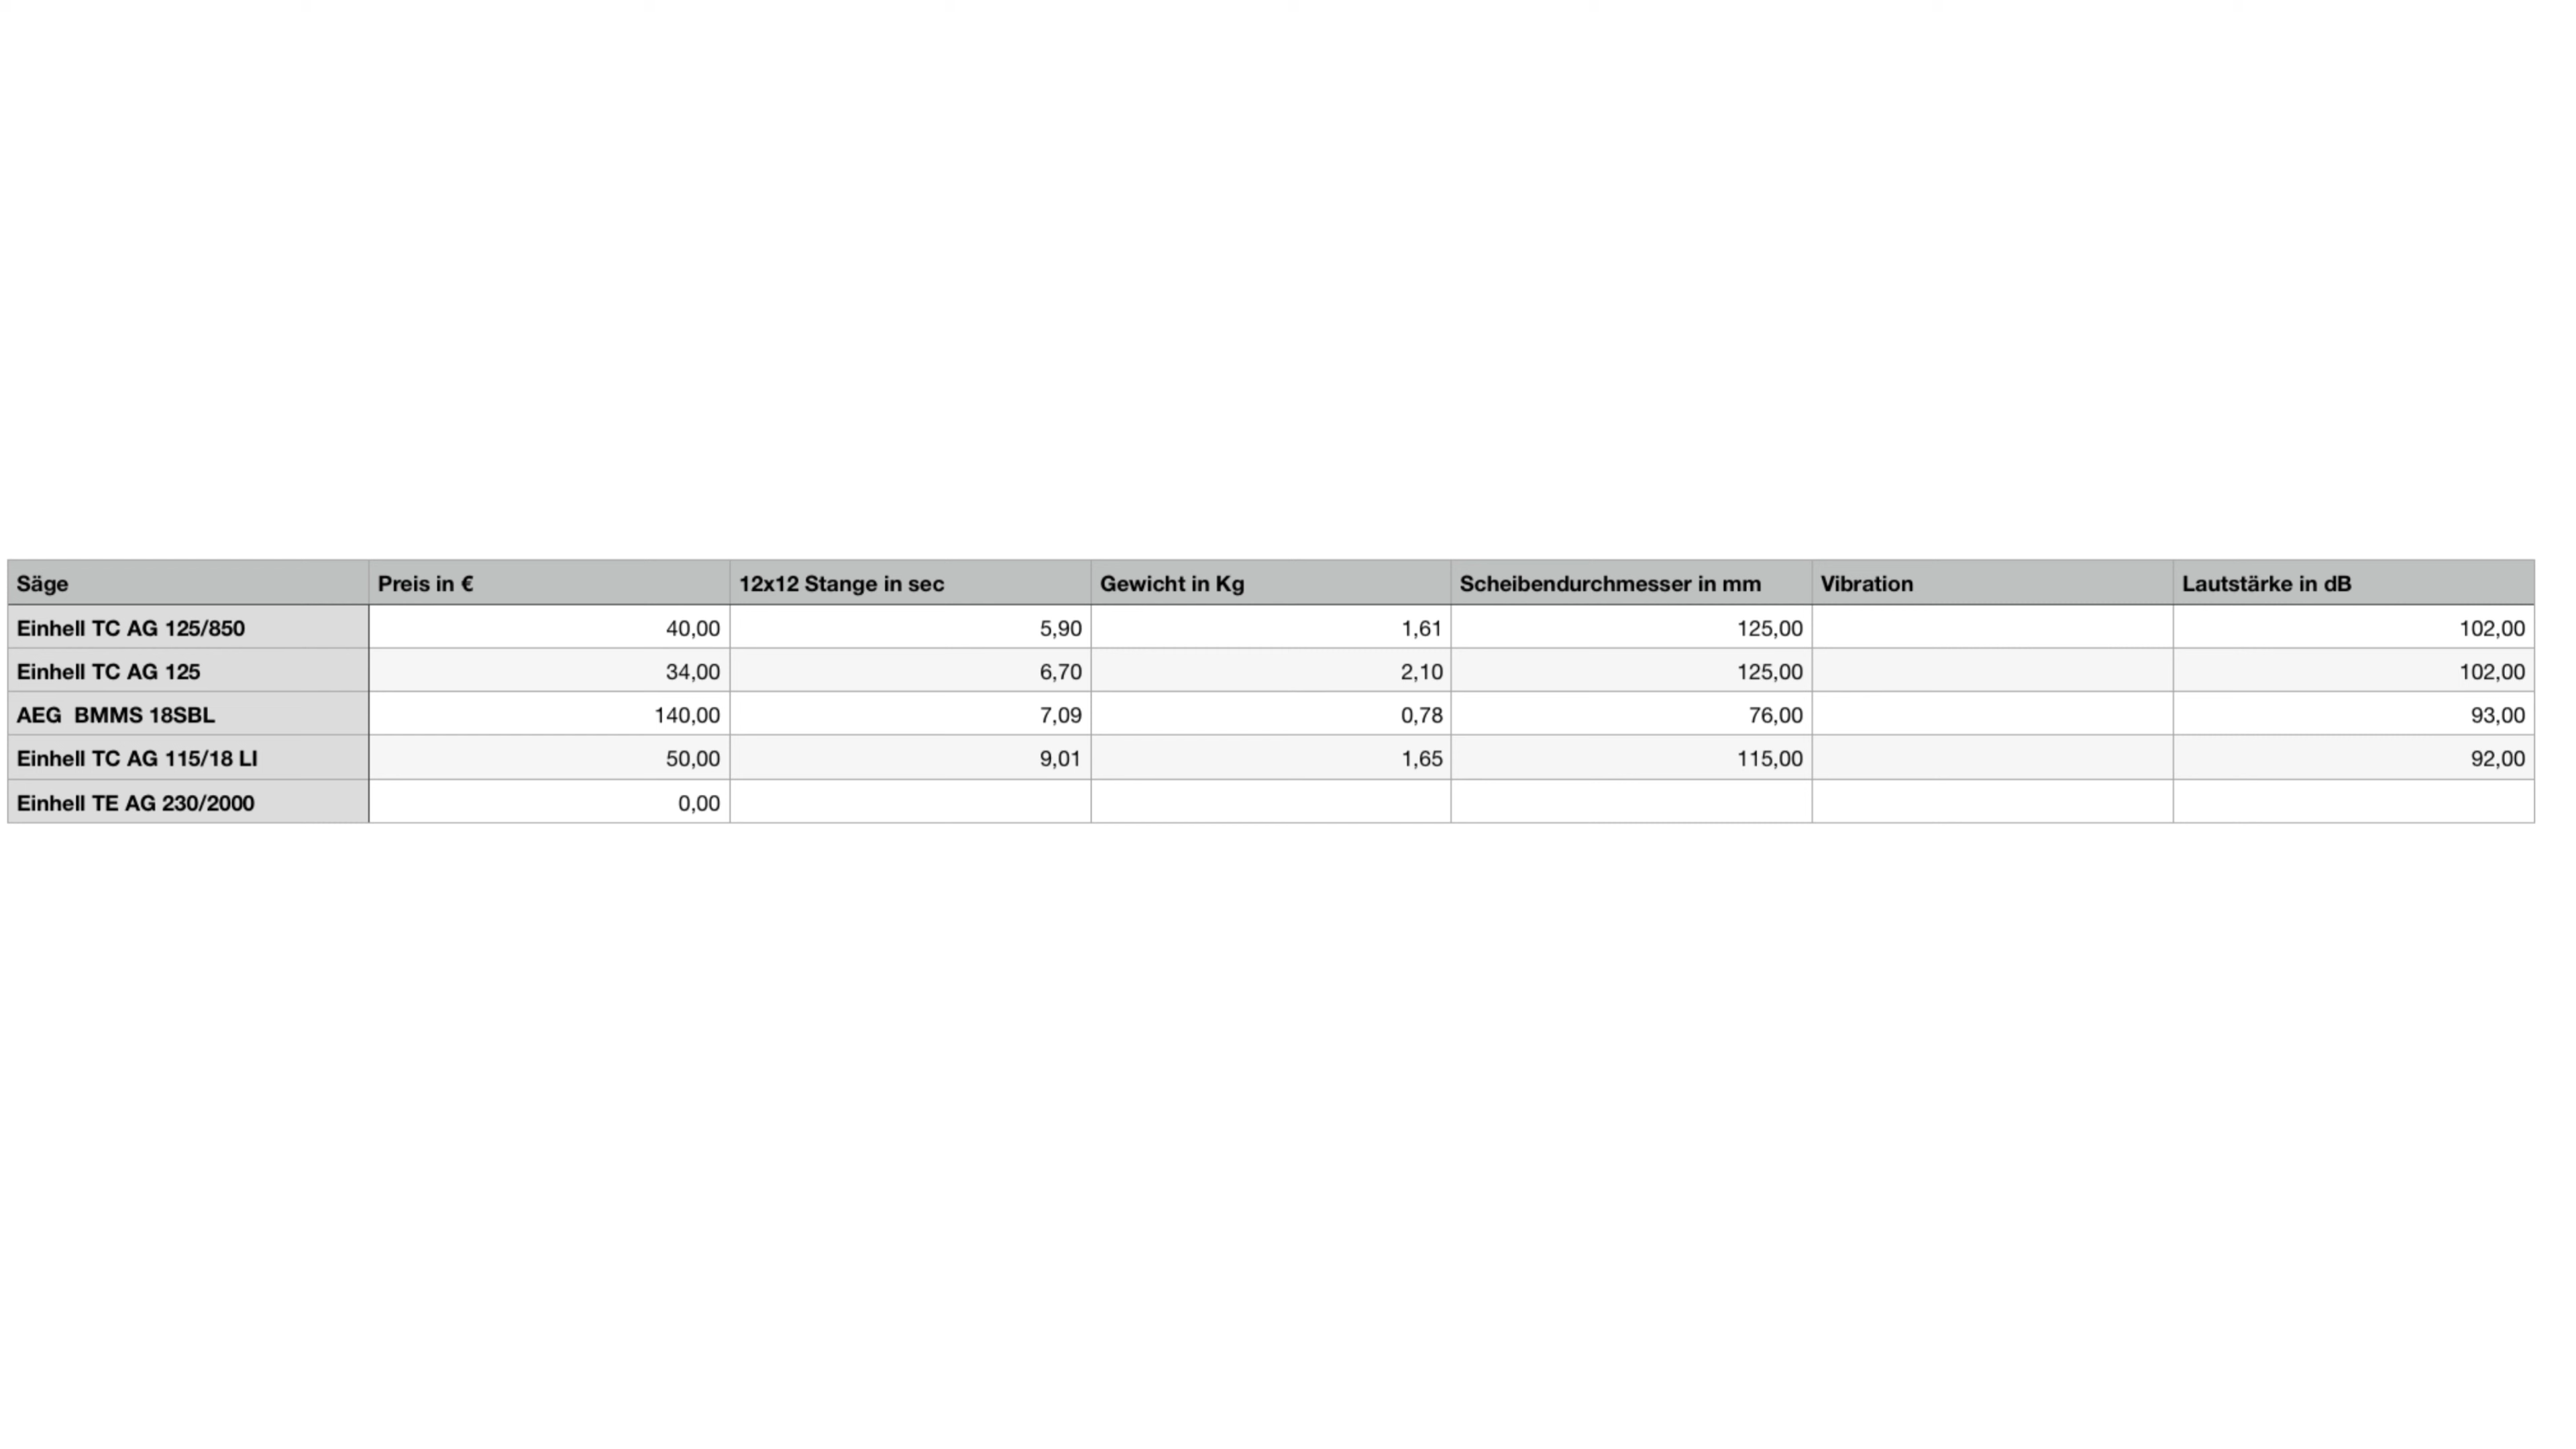 Säge Preis in € 12x12 Stange in sec Gewicht in Kg Scheibendurchmesser in mm Vibration Lautstärke in dB
Einhell TC AG 125/850 40,00 5,90 1,61 125,00 102,00
Einhell TC AG 125 34,00 6,70 2,10 125,00 102,00
AEG  BMMS 18SBL 140,00 7,09 0,78 76,00 93,00
Einhell TC AG 115/18 LI 50,00 9,01 1,65 115,00 92,00
Einhell TE AG 230/2000 0,00